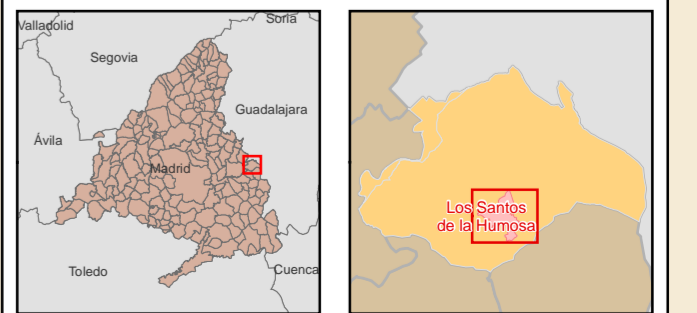 Valladolid
Soria
Segovia
Guadalajara
Ávila
Madrid
Toledo
Cuenca
Los Santos
de la Humosa